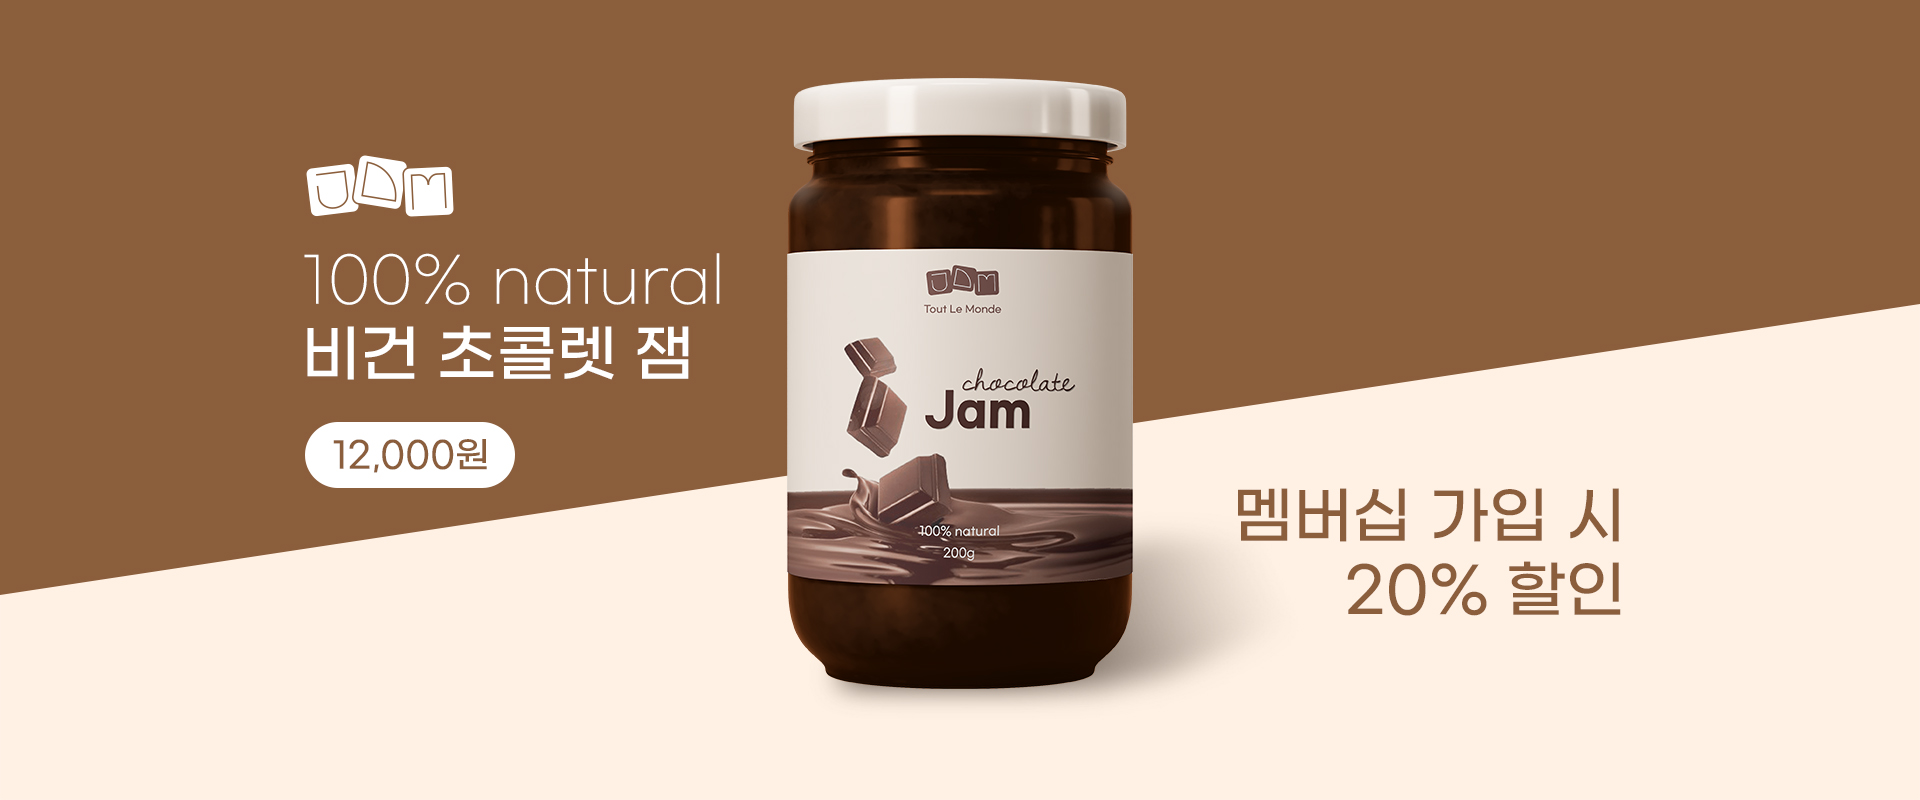 JAM
100% natural
비건 초콜렛 잼
12,000원
JAM
Tout Le Monde
chocolate
Jam
100% natural
200g
멤버십 가입 시
20% 할인